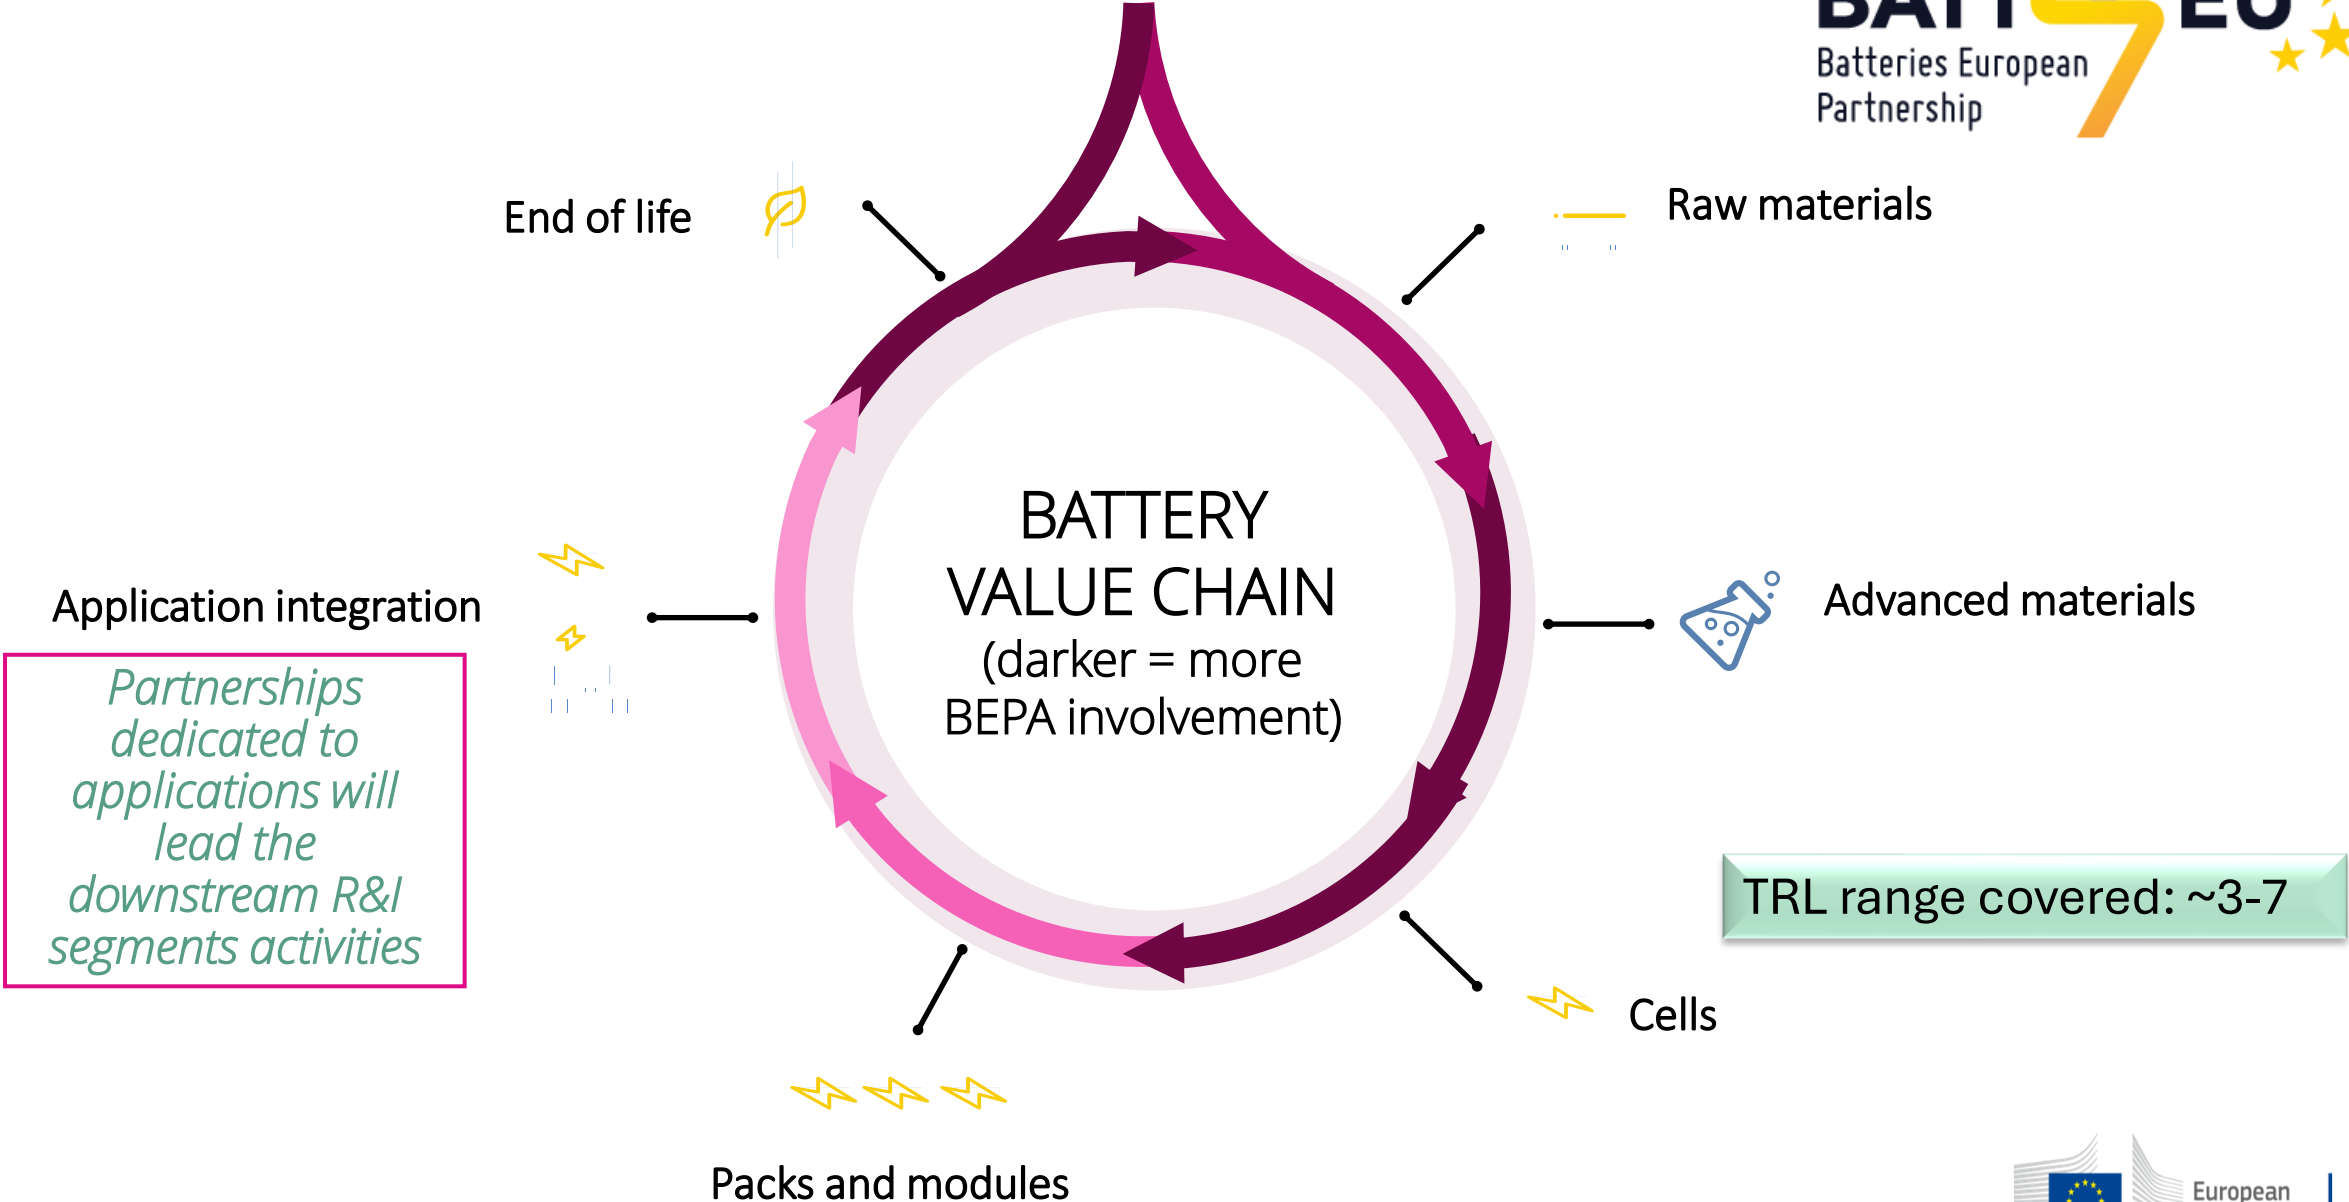 BATT EU
Batteries European
Partnership
End of life
Raw materials
BATTERY
VALUE CHAIN
(darker = more
BEPA involvement)
Application integration
Partnerships
dedicated to
applications will
lead the
downstream R&I
segments activities
Advanced materials
TRL range covered: ~3-7
Cells
Packs and modules
European